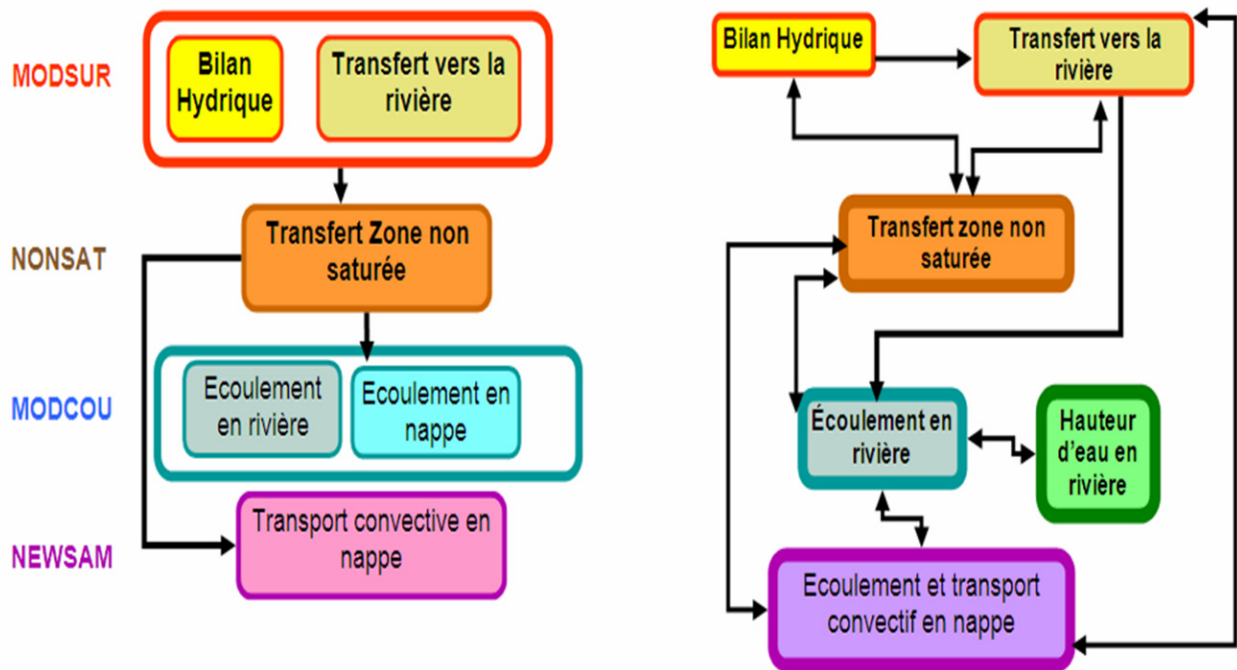 MODSUR
Bilan
Hydrique
Transfert vers la
rivière
NONSAT
Transfert Zone non
saturée
MODCOU
Ecoulement
en rivière
Ecoulement en
nappe
NEWSAM
Transport convective en
nappe
Bilan Hydrique
Transfert vers la
rivière
Transfert zone non
saturée
Écoulement en
rivière
Hauteur
d'eau en
rivière
Ecoulement et transport
convectif en nappe